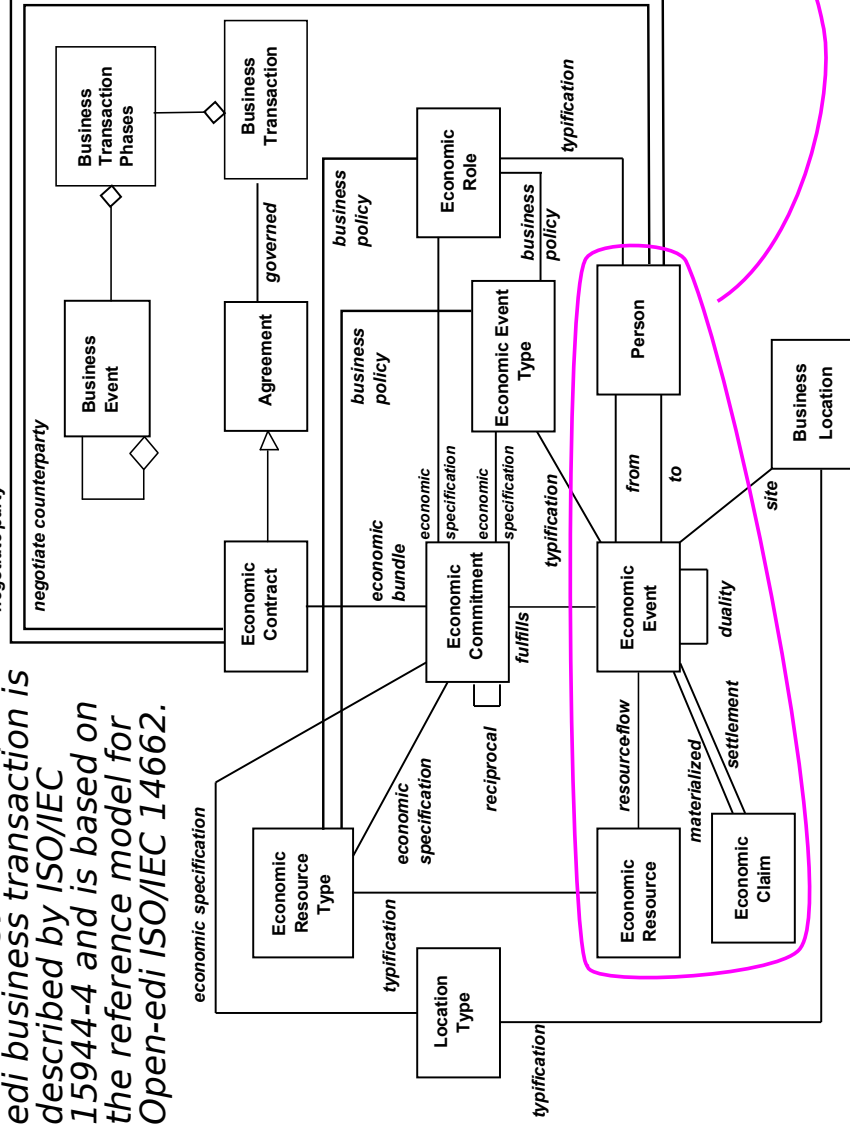 edi business transaction is
described by ISO/IEC
15944-4 and is based on
the reference model for
Open-edi ISO/IEC 14662.
negotiate party
negotiate counterparty
Business
Transaction
Phases
Business
Transaction
Business
Event
governed
Agreement
Economic
Contract
economic
bundle
business
policy
business
policy
Economic
Role
typification
business
policy
economic
specification
economic
specification
Economic Event
Type
typification
economic specification
Economic
Resource
Type
economic
specification
reciprocal
Economic
Commitment
fulfills
typification
Location
Type
typification
Person
from
to
Economic
Event
duality
resource-flow
Economic
Resource
materialized
settlement
Economic
Claim
site
Business
Location